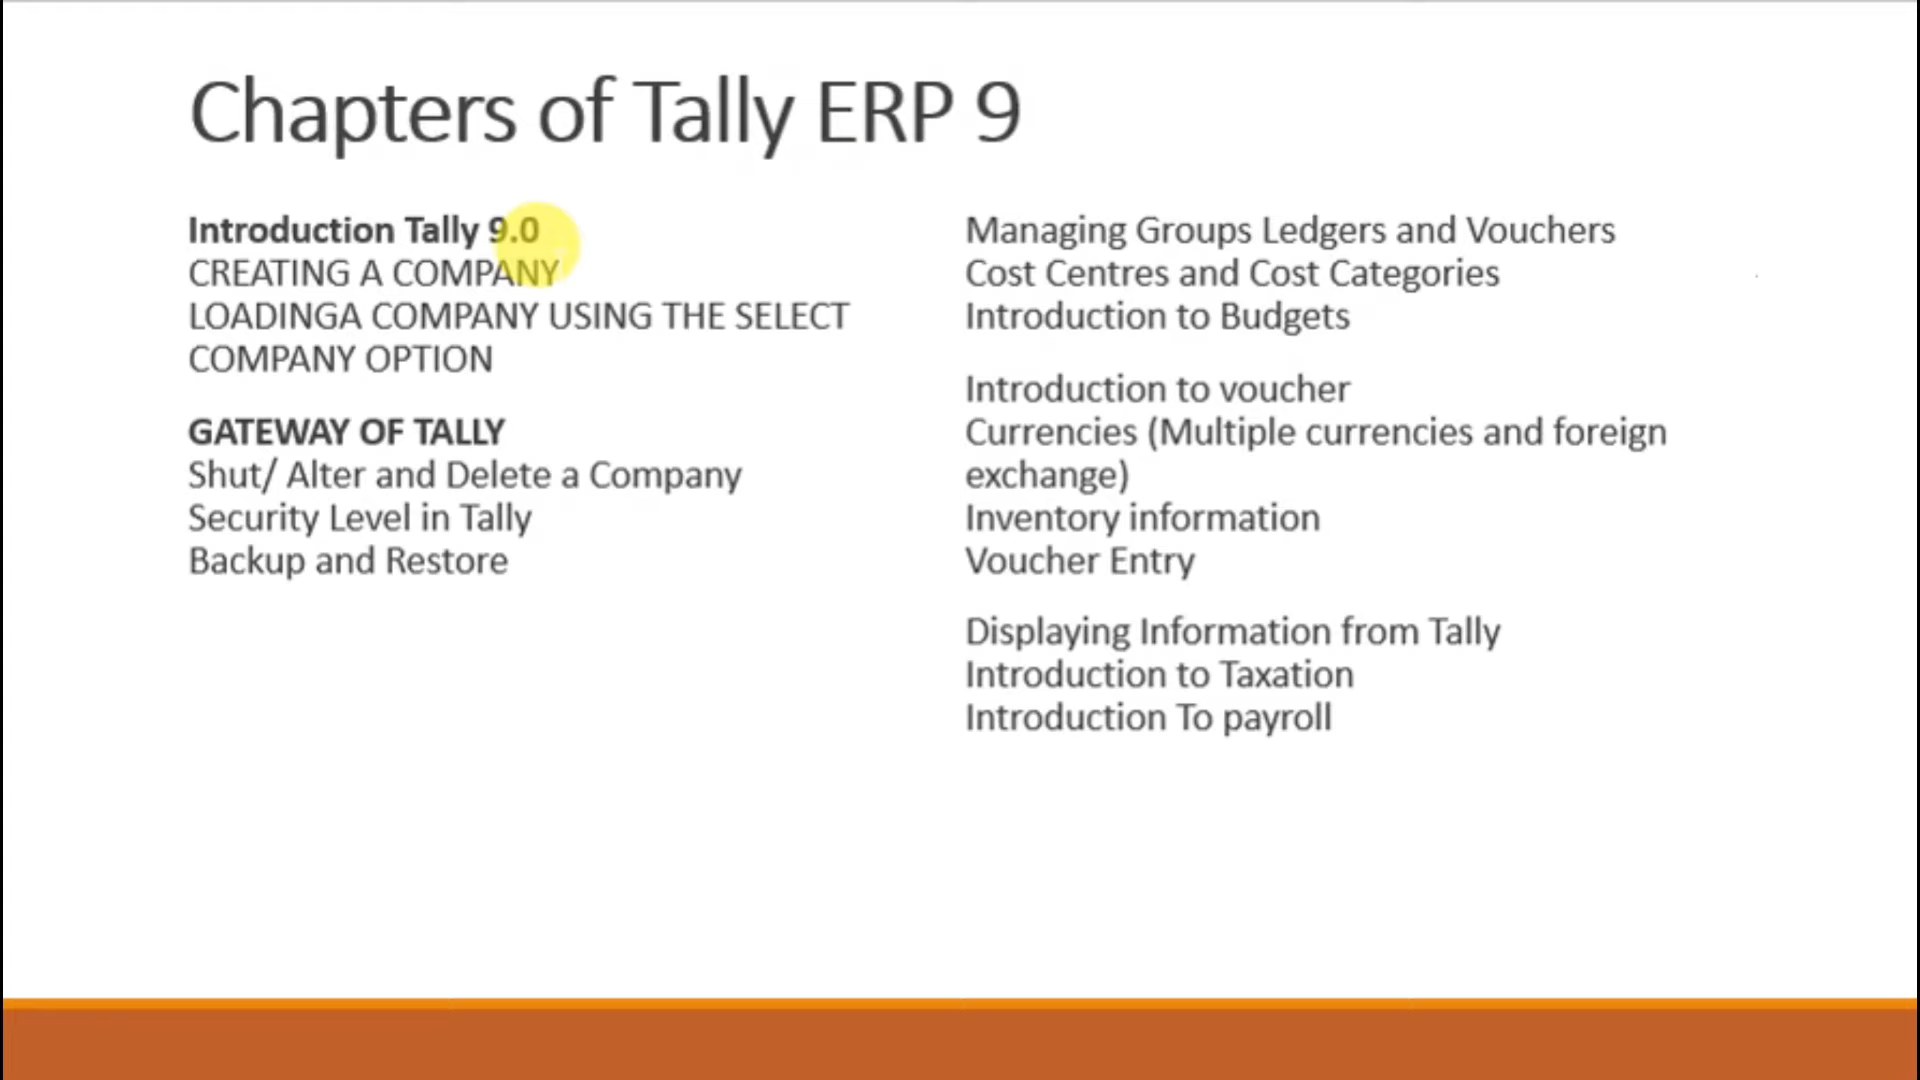 Chapters of Tally ERP 9
Introduction Tally 9.0
CREATING A COMPANY
LOADINGA COMPANY USING THE SELECT
COMPANY OPTION
GATEWAY OF TALLY
Shut/ Alter and Delete a Company
Security Level in Tally
Backup and Restore
Managing Groups Ledgers and Vouchers
Cost Centres and Cost Categories
Introduction to Budgets
Introduction to voucher
Currencies (Multiple currencies and foreign
exchange)
Inventory information
Voucher Entry
Displaying Information from Tally
Introduction to Taxation
Introduction To payroll